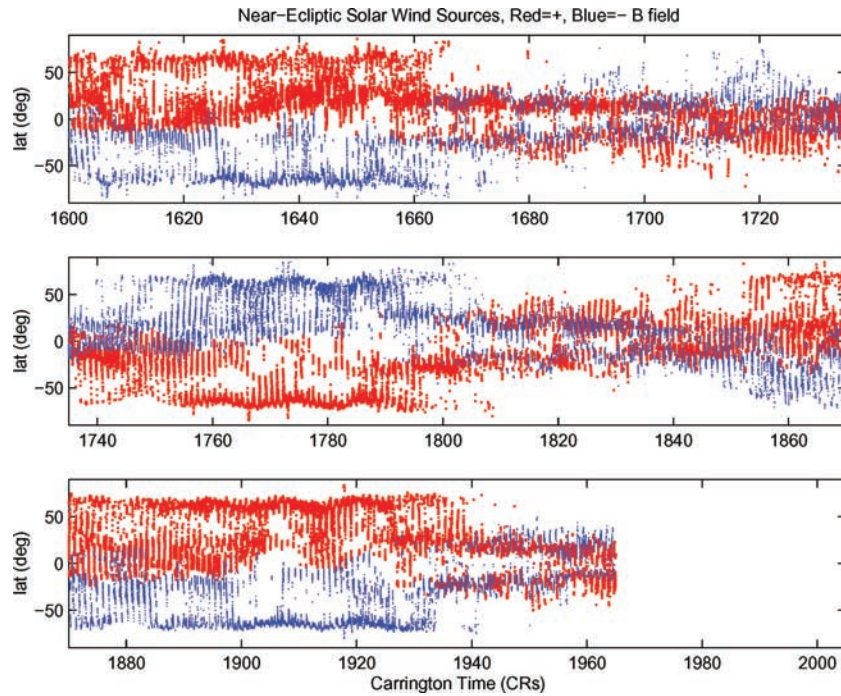 Near-Ecliptic Solar Wind Sources, Red=+, Blue=− B field
lat (deg)
50
0
−50
1600 1620 1640 1660 1680 1700 1720
lat (deg)
50
0
−50
1740 1760 1780 1800 1820 1840 1860
lat (deg)
50
0
−50
1880 1900 1920 1940 1960 1980 2000
Carrington Time (CRs)